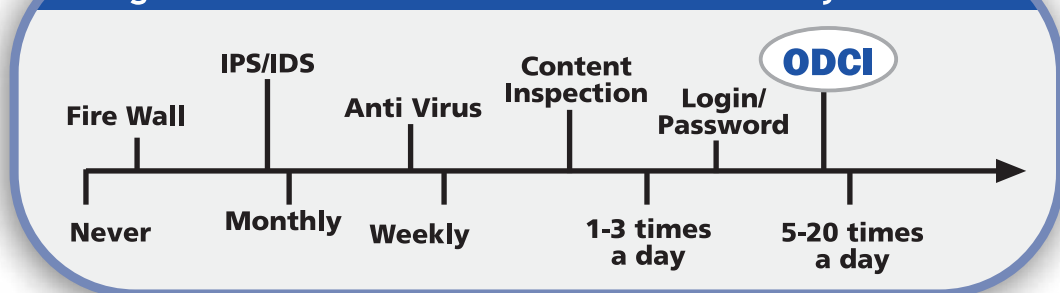 Fire Wall
IPS/IDS
Anti Virus
Content
Inspection
Login/
Password
ODCI
Never
Monthly
Weekly
1-3 times
a day
5-20 times
a day